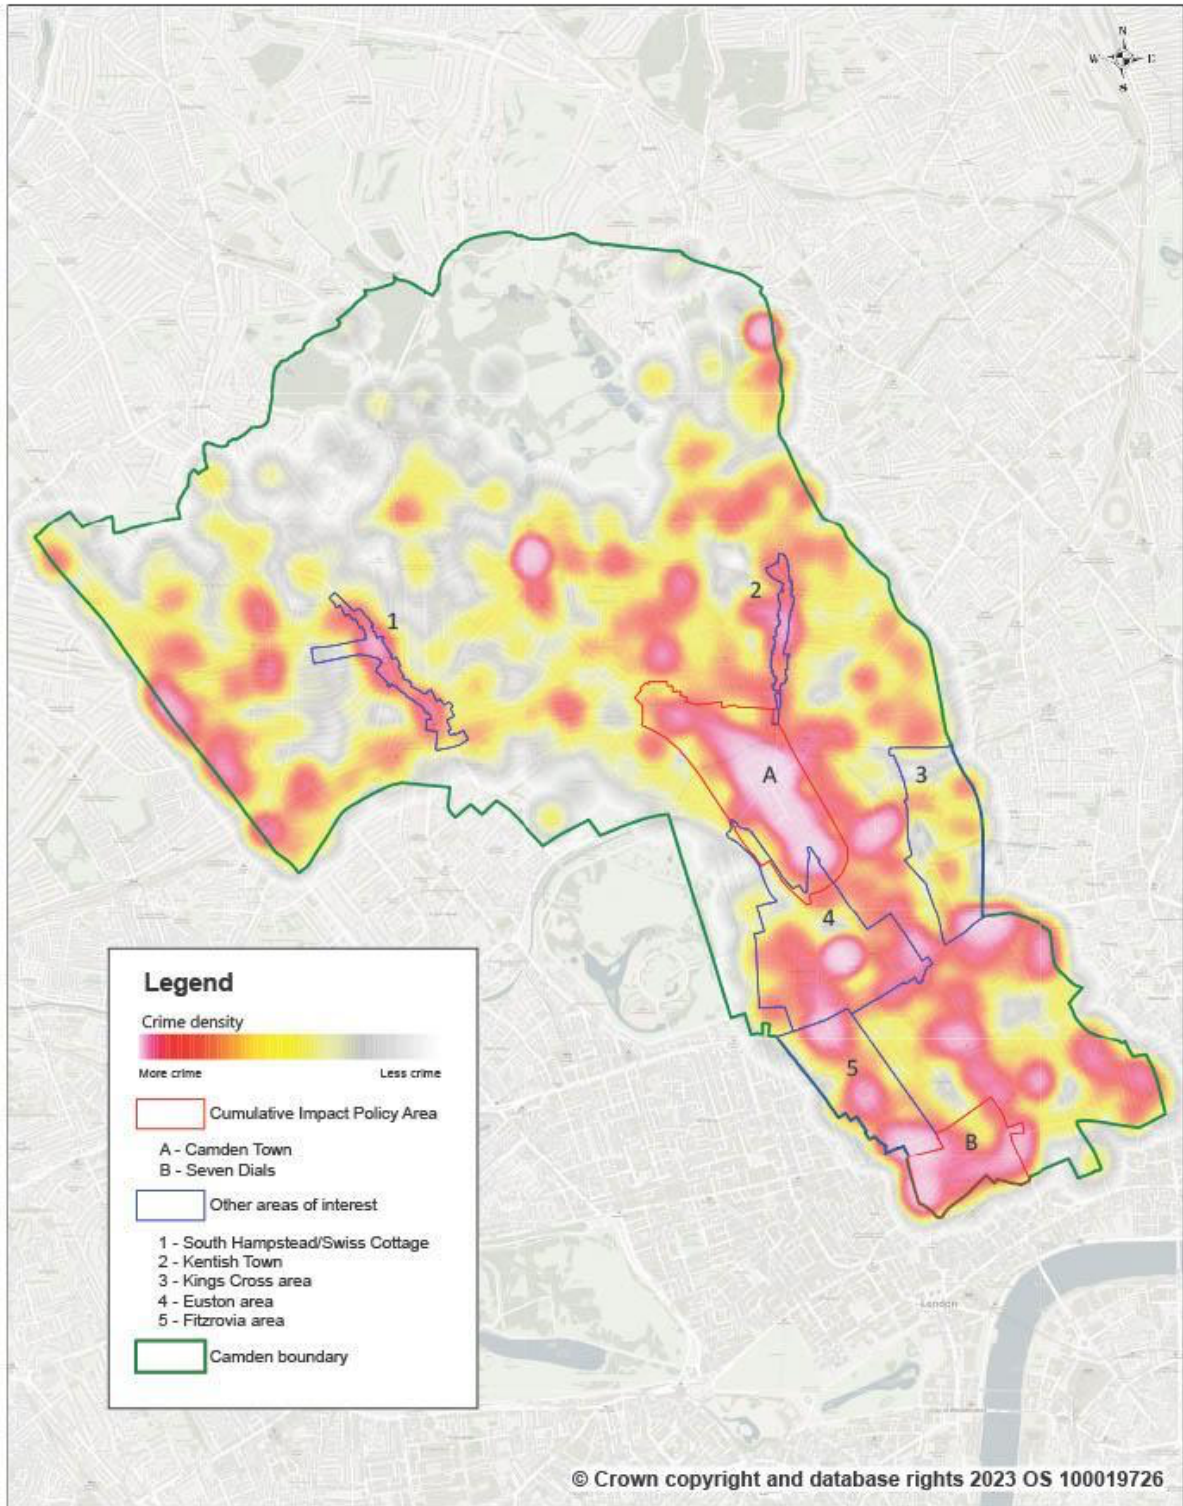 N
W E
S
1
2
A
3
4
5
B
Legend
Crime density
More crime Less crime
Cumulative Impact Policy Area
A - Camden Town
B - Seven Dials
Other areas of interest
1 - South Hampstead/Swiss Cottage
2 - Kentish Town
3 - Kings Cross area
4 - Euston area
5 - Fitzrovia area
Camden boundary
London
© Crown copyright and database rights 2023 OS 100019726